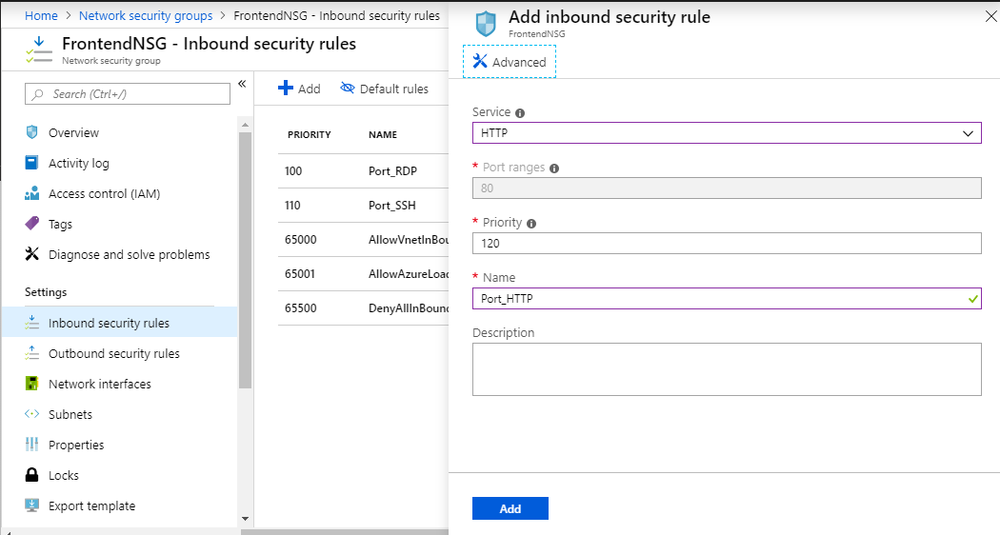 Home > Network security groups > FrontendNSG - Inbound security rules
FrontendNSG - Inbound security rules
Network security group
Search (Ctrl+/)
«
Overview
Activity log
Access control (IAM)
Tags
Diagnose and solve problems
Settings
Inbound security rules
Outbound security rules
Network interfaces
Subnets
Properties
Locks
Export template
Add Default rules
PRIORITY NAME
100 Port_RDP
110 Port_SSH
65000 AllowVnetInBou
65001 AllowAzureLoad
65500 DenyAllInBound
Add inbound security rule
FrontendNSG
Advanced
Service
HTTP
* Port ranges
80
* Priority
120
* Name
Port_HTTP
Description
Add